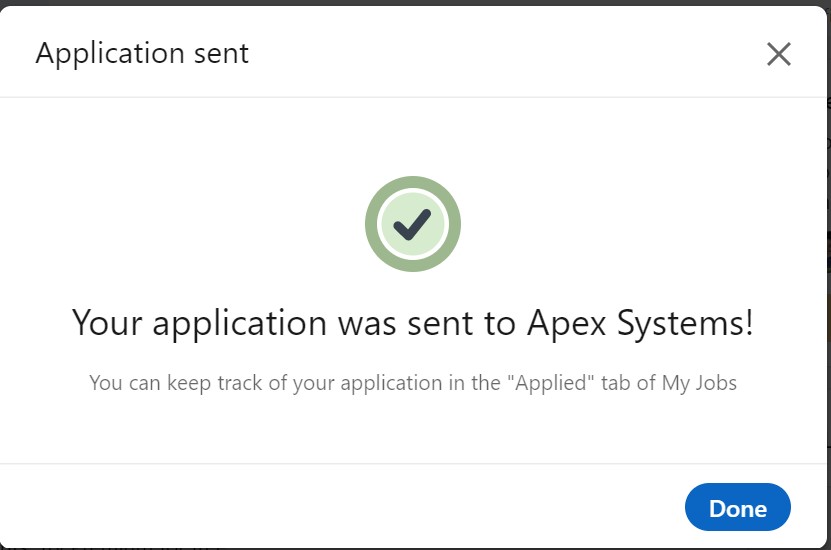 Application sent
Your application was sent to Apex Systems!
You can keep track of your application in the "Applied" tab of My Jobs
Done